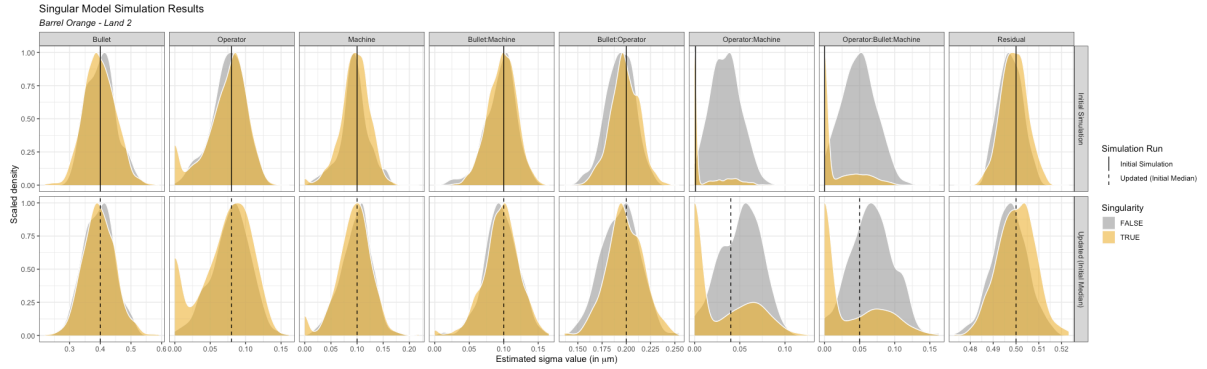 Singular Model Simulation Results
Barrel Orange - Land 2
Bullet
Operator
Machine
Bullet:Machine
Bullet:Operator
Operator:Machine
Operator:Bullet:Machine
Residual
Scaled density
1.00
0.75
0.50
0.25
0.00
Initial Simulation
1.00
0.75
0.50
0.25
0.00
Updated (Initial Median)
0.3 0.4 0.5 0.6
0.00 0.05 0.10 0.15
0.00 0.05 0.10 0.15 0.20
0.00 0.05 0.10 0.15
0.150 0.175 0.200 0.225 0.250
0.00 0.05 0.10
0.00 0.05 0.10 0.15
0.48 0.49 0.50 0.51 0.52
Estimated sigma value (in μm)
Simulation Run
Initial Simulation
Updated (Initial Median)
Singularity
FALSE
TRUE